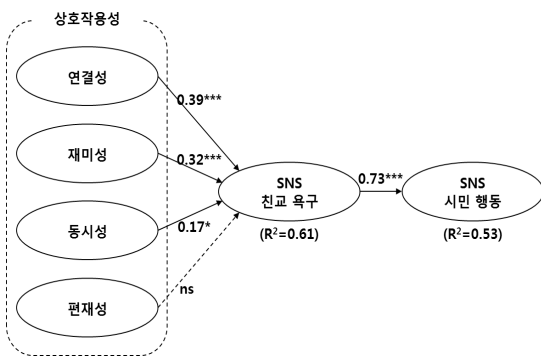 상호작용성
연결성
재미성
동시성
편재성
0.39***
0.32***
0.17*
ns
SNS
친교 욕구
(R²=0.61)
0.73***
SNS
시민 행동
(R²=0.53)